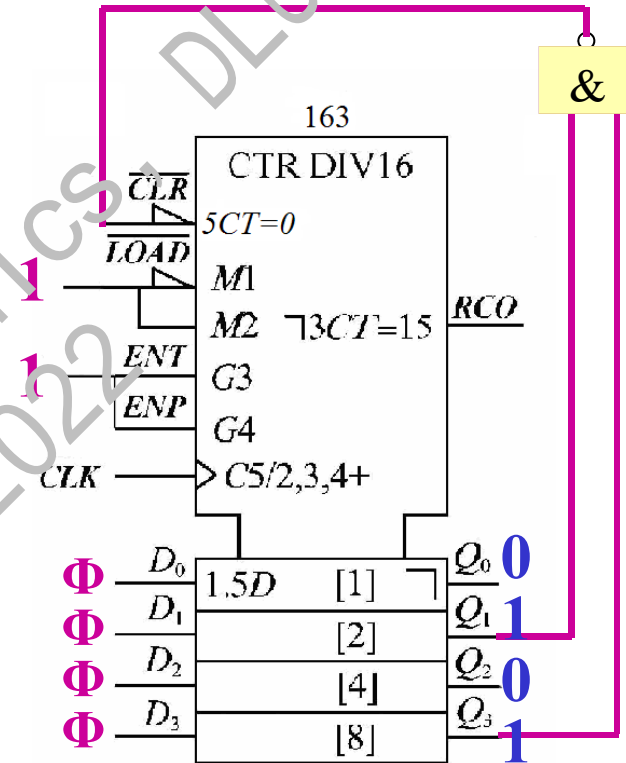 &
163
CTR DIV16
CLR
5CT=0
LOAD
1
M1
M2
ꓶ3CT=15
RCO
1
ENT
G3
ENP
G4
CLK
C5/2,3,4+
Φ
D₀
1.5D
[1]
Q₀
0
Φ
D₁
[2]
Q₁
1
Φ
D₂
[4]
Q₂
0
Φ
D₃
[8]
Q₃
1
2022